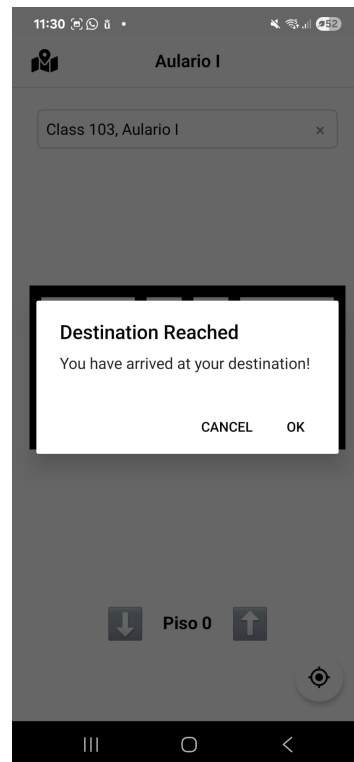 11:30
52
Aulario I
Class 103, Aulario I ×
Destination Reached
You have arrived at your destination!
CANCEL OK
Piso 0